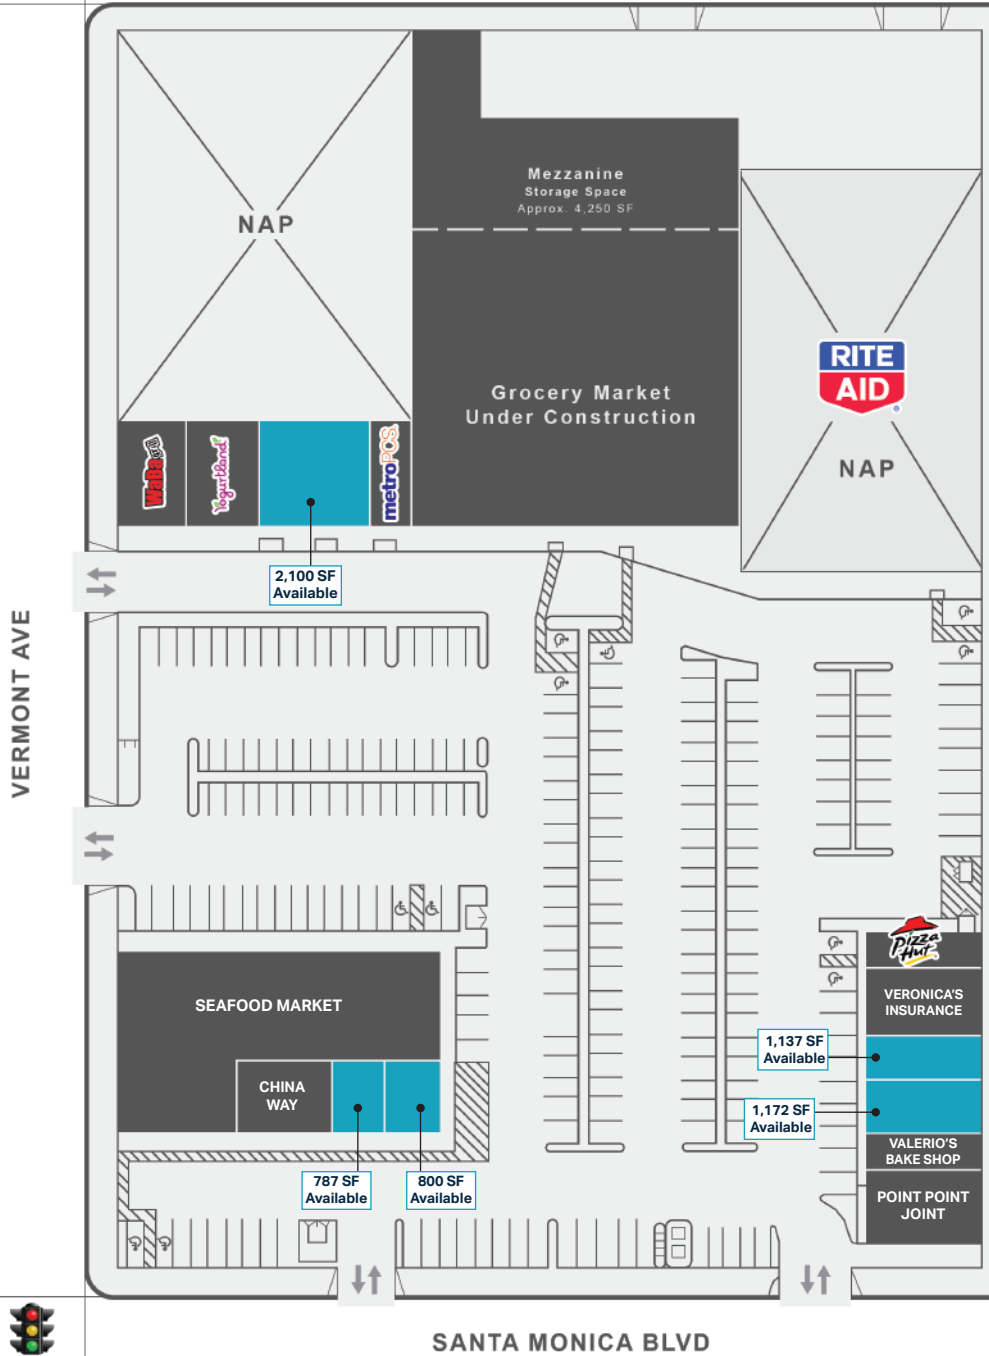 Mezzanine
Storage Space
Approx. 4,250 SF
NAP
RITE
AID
Grocery Market
Under Construction
NAP
WaBa Grill
yogurtland
metroPCS.
2,100 SF
Available
VERMONT AVE
Pizza
Hut
SEAFOOD MARKET
VERONICA'S
INSURANCE
1,137 SF
Available
CHINA
WAY
1,172 SF
Available
VALERIO'S
BAKE SHOP
787 SF
Available
800 SF
Available
POINT POINT
JOINT
SANTA MONICA BLVD